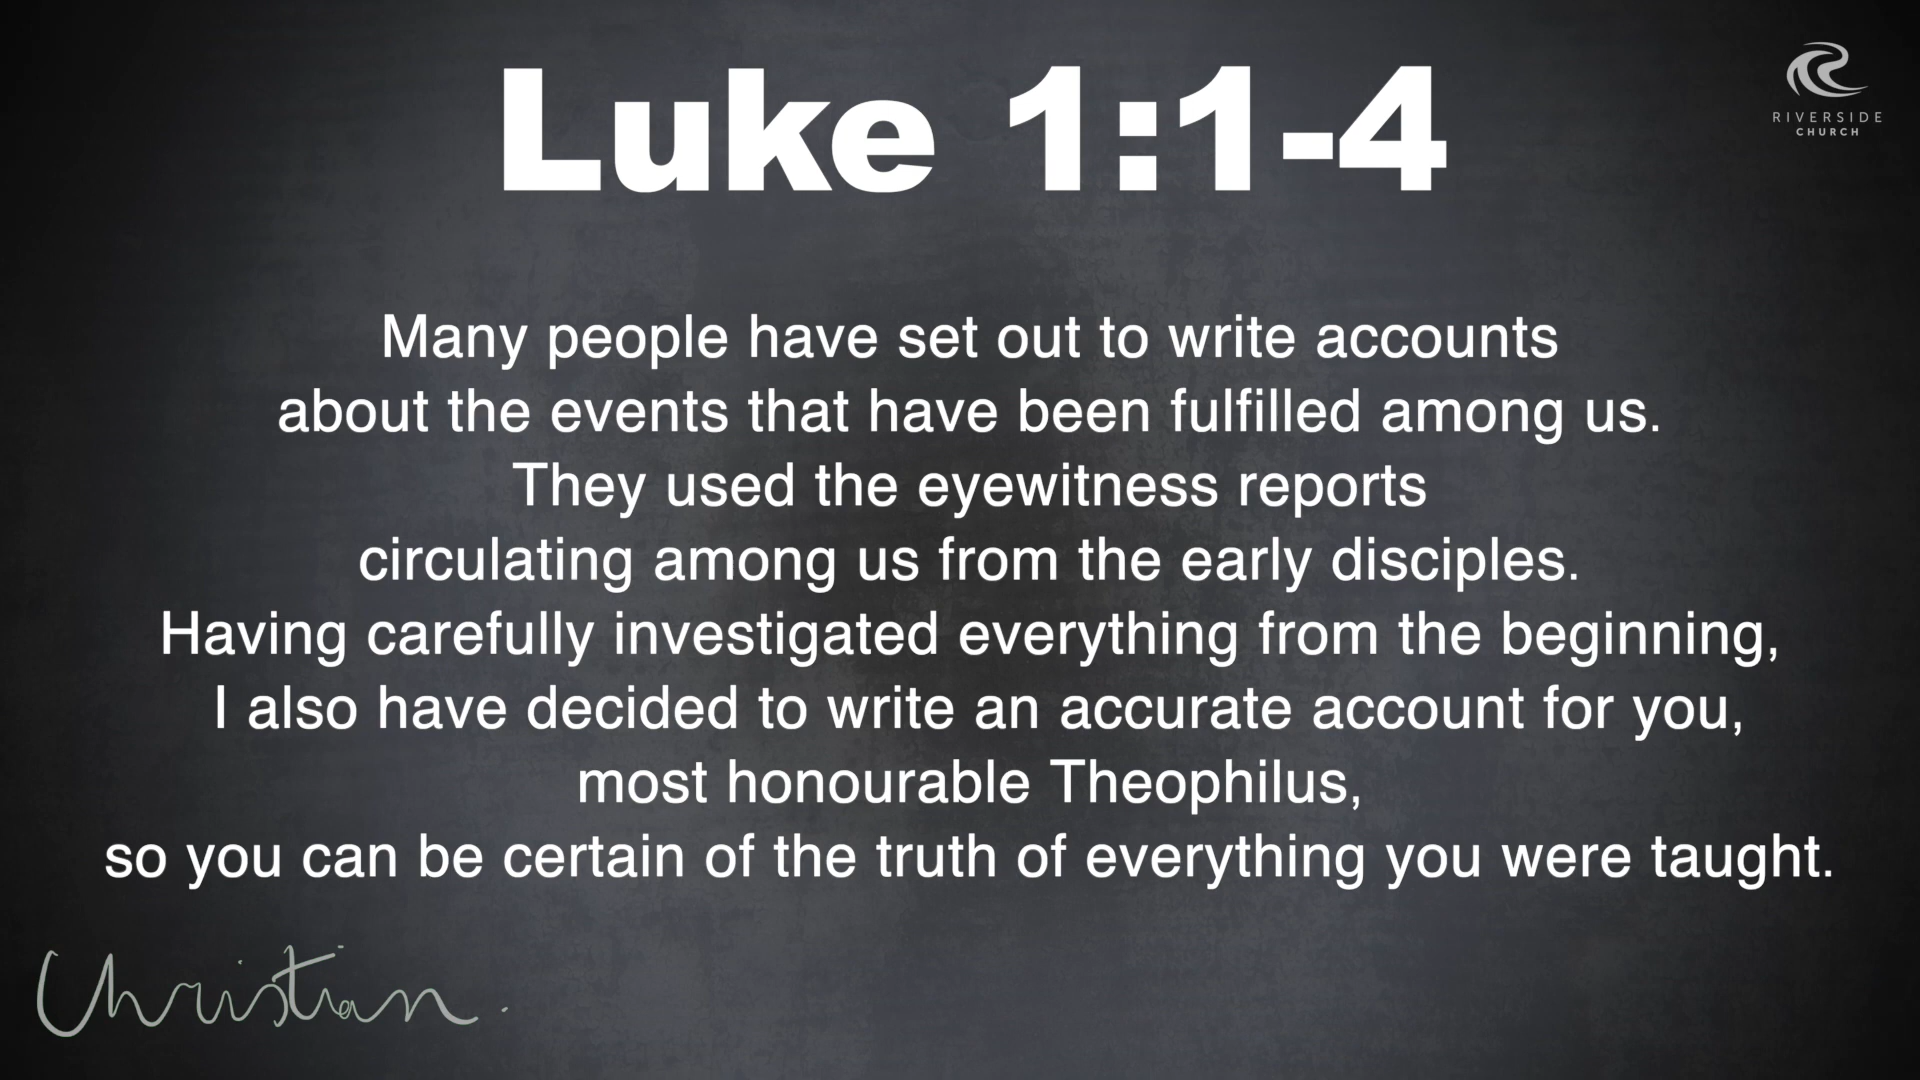 Luke 1:1-4
RIVERSIDE
CHURCH
Many people have set out to write accounts
about the events that have been fulfilled among us.
They used the eyewitness reports
circulating among us from the early disciples.
Having carefully investigated everything from the beginning,
I also have decided to write an accurate account for you,
most honourable Theophilus,
so you can be certain of the truth of everything you were taught.
Christian.